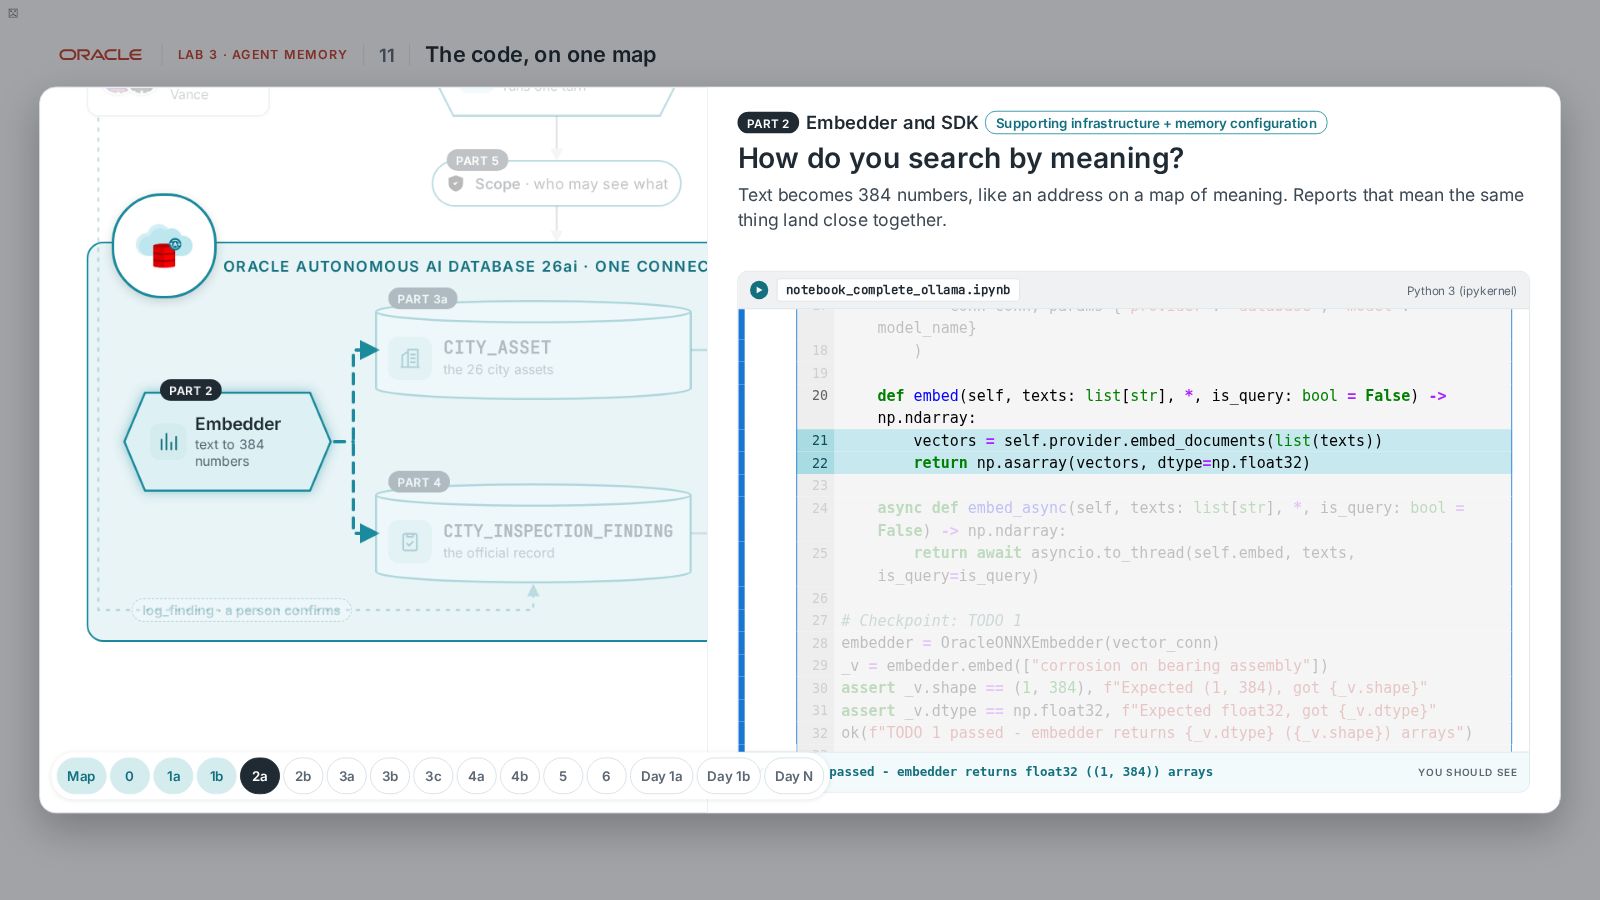 ORACLE
LAB 3 · AGENT MEMORY
11
The code, on one map
Vance
PART 5
Scope · who may see what
ORACLE AUTONOMOUS AI DATABASE 26ai · ONE CONNEC
PART 3a
CITY_ASSET
the 26 city assets
PART 2
Embedder
text to 384
numbers
PART 4
CITY_INSPECTION_FINDING
the official record
log_finding · a person confirms
Map
0
1a
1b
2a
2b
3a
3b
3c
4a
4b
5
6
Day 1a
Day 1b
Day N
PART 2
Embedder and SDK
Supporting infrastructure + memory configuration
How do you search by meaning?
Text becomes 384 numbers, like an address on a map of meaning. Reports that mean the same
thing land close together.
notebook_complete_ollama.ipynb
Python 3 (ipykernel)
model_name}
18 )
19
20 def embed(self, texts: list[str], *, is_query: bool = False) ->
np.ndarray:
21 vectors = self.provider.embed_documents(list(texts))
22 return np.asarray(vectors, dtype=np.float32)
23
24 async def embed_async(self, texts: list[str], *, is_query: bool =
False) -> np.ndarray:
25 return await asyncio.to_thread(self.embed, texts,
is_query=is_query)
26
27 # Checkpoint: TODO 1
28 embedder = OracleONNXEmbedder(vector_conn)
29 _v = embedder.embed(["corrosion on bearing assembly"])
30 assert _v.shape == (1, 384), f"Expected (1, 384), got {_v.shape}"
31 assert _v.dtype == np.float32, f"Expected float32, got {_v.dtype}"
32 ok(f"TODO 1 passed - embedder returns {_v.dtype} ({_v.shape}) arrays")
passed - embedder returns float32 ((1, 384)) arrays
YOU SHOULD SEE